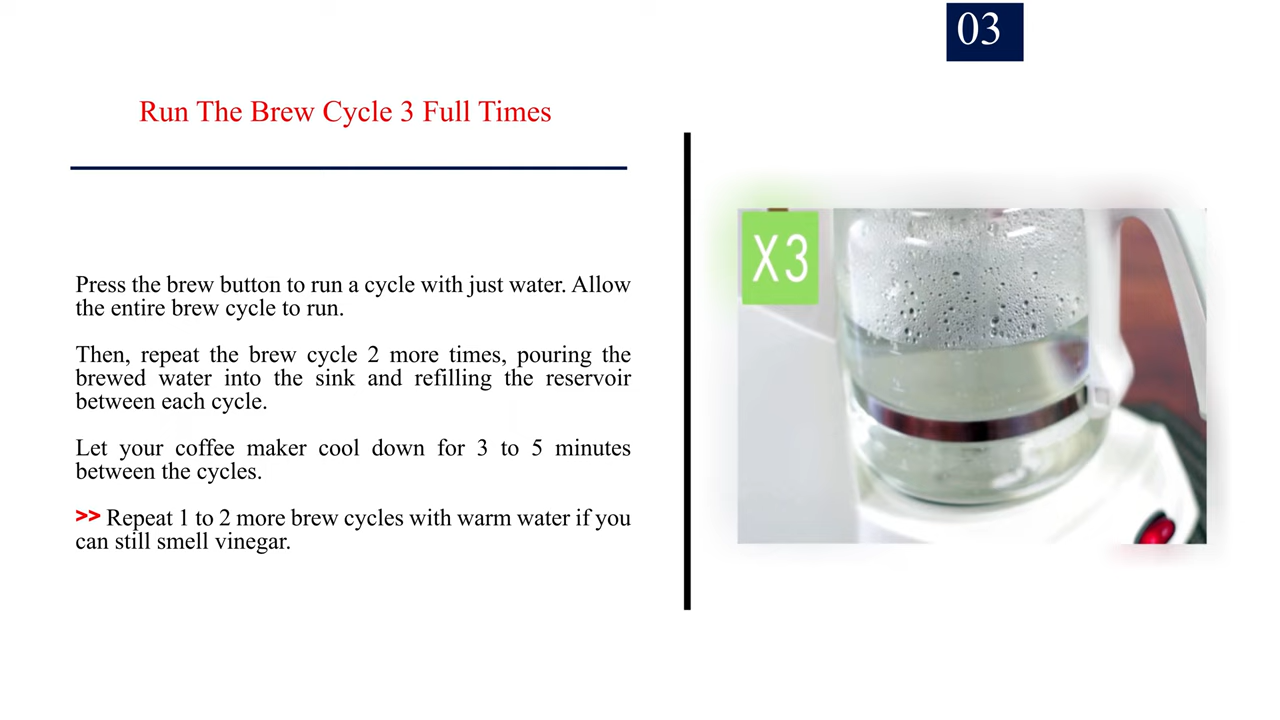 03
Run The Brew Cycle 3 Full Times
Press the brew button to run a cycle with just water. Allow
the entire brew cycle to run.
Then, repeat the brew cycle 2 more times, pouring the
brewed water into the sink and refilling the reservoir
between each cycle.
Let your coffee maker cool down for 3 to 5 minutes
between the cycles.
>> Repeat 1 to 2 more brew cycles with warm water if you
can still smell vinegar.
X3